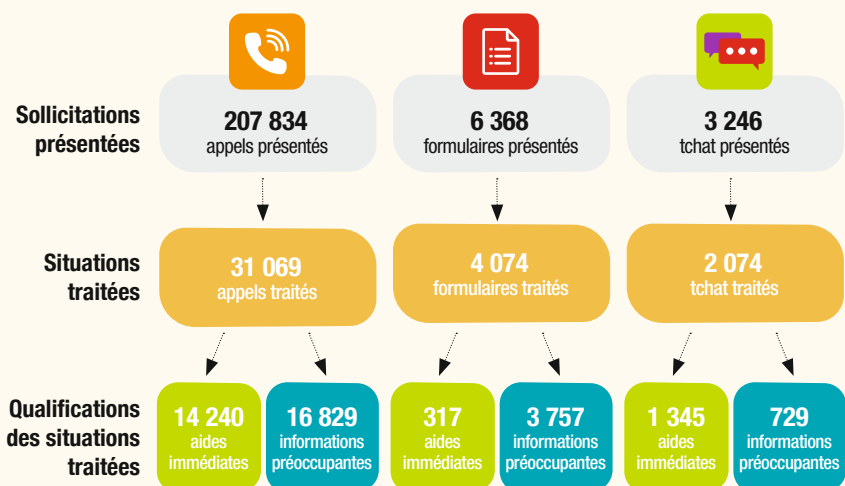 Sollicitations
présentées
207 834
appels présentés
6 368
formulaires présentés
3 246
tchat présentés
Situations
traitées
31 069
appels traités
4 074
formulaires traités
2 074
tchat traités
Qualifications
des situations
traitées
14 240
aides
immédiates
16 829
informations
préoccupantes
317
aides
immédiates
3 757
informations
préoccupantes
1 345
aides
immédiates
729
informations
préoccupantes